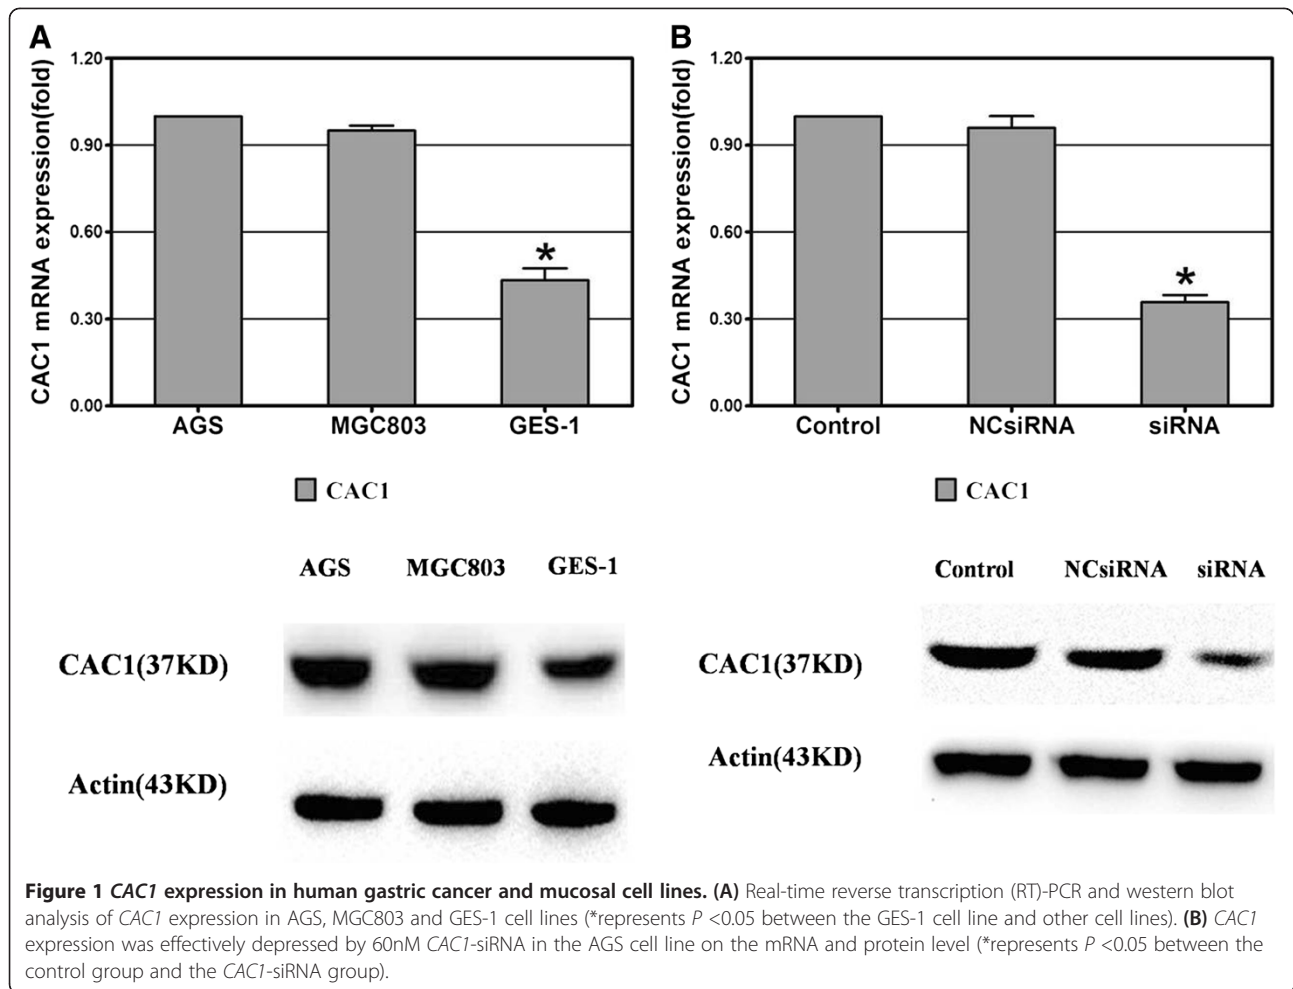 A
CAC1 mRNA expression(fold)
1.20
0.90
0.60
0.30
0.00
*
AGS MGC803 GES-1
CAC1
AGS MGC803 GES-1
CAC1(37KD)
Actin(43KD)
B
CAC1 mRNA expression(fold)
1.20
0.90
0.60
0.30
0.00
*
Control NCsiRNA siRNA
CAC1
Control NCsiRNA siRNA
CAC1(37KD)
Actin(43KD)
Figure 1 CAC1 expression in human gastric cancer and mucosal cell lines. (A) Real-time reverse transcription (RT)-PCR and western blot
analysis of CAC1 expression in AGS, MGC803 and GES-1 cell lines (*represents P <0.05 between the GES-1 cell line and other cell lines). (B) CAC1
expression was effectively depressed by 60nM CAC1-siRNA in the AGS cell line on the mRNA and protein level (*represents P <0.05 between the
control group and the CAC1-siRNA group).